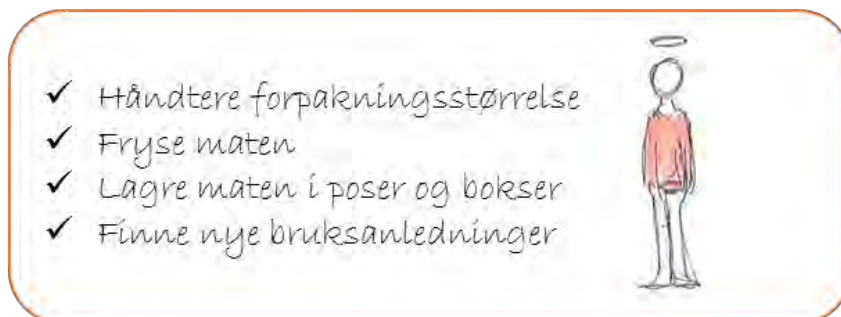 ✓ Håndtere forpakningsstørrelse
✓ Fryse maten
✓ Lagre maten i poser og bokser
✓ Finne nye bruksanledninger